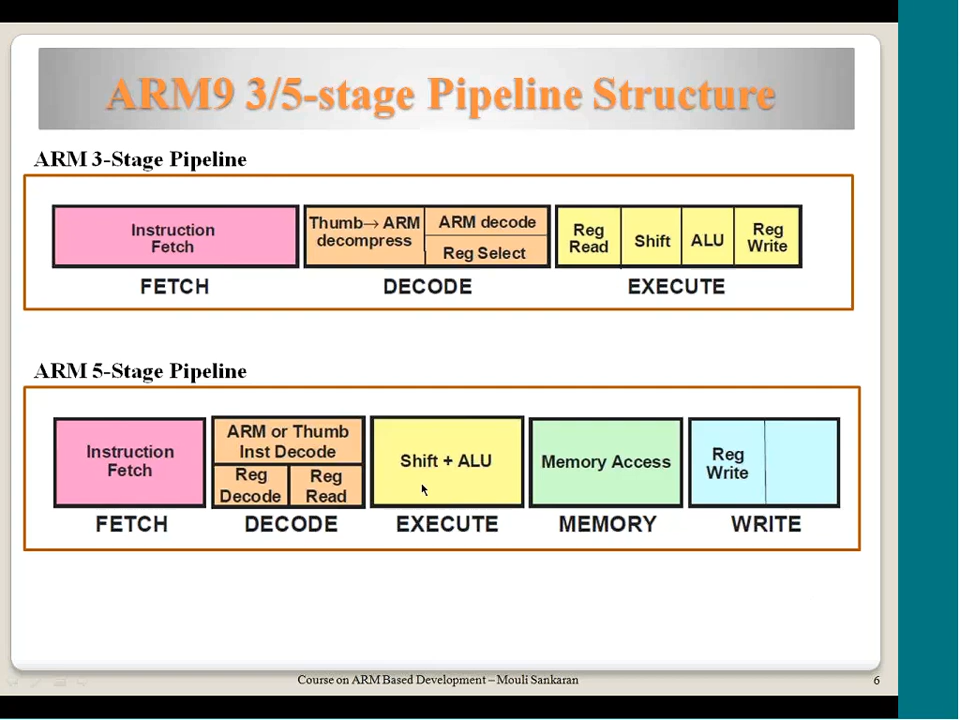 ARM9 3/5-stage Pipeline Structure
ARM 3-Stage Pipeline
Instruction
Fetch
Thumb→ ARM
decompress
ARM decode
Reg Select
Reg
Read
Shift
ALU
Reg
Write
FETCH
DECODE
EXECUTE
ARM 5-Stage Pipeline
Instruction
Fetch
ARM or Thumb
Inst Decode
Reg
Decode
Reg
Read
Shift + ALU
Memory Access
Reg
Write
FETCH
DECODE
EXECUTE
MEMORY
WRITE
Course on ARM Based Development – Mouli Sankaran
6